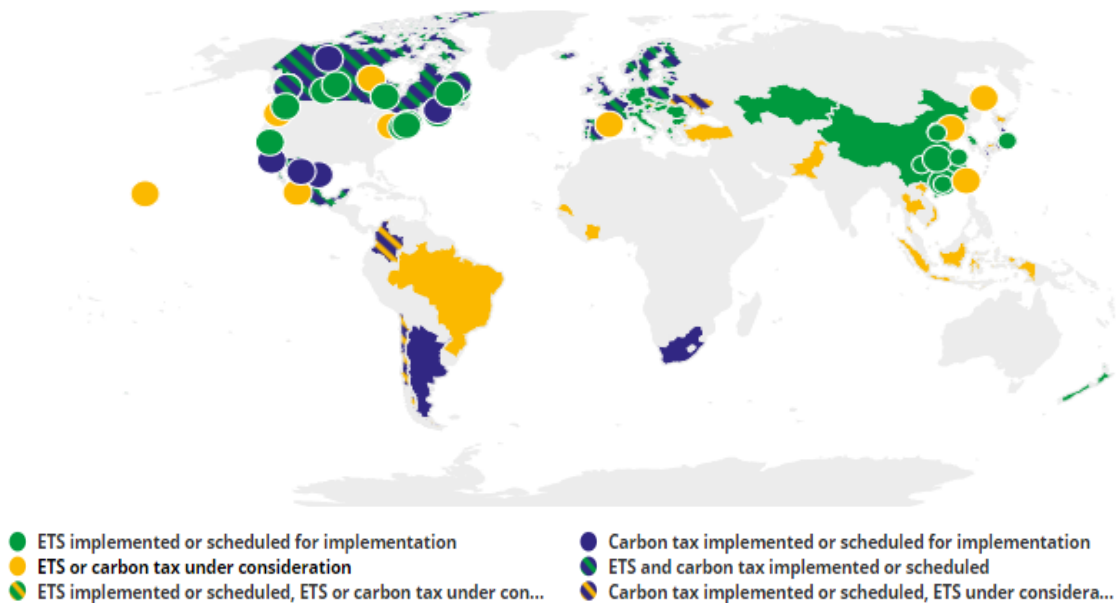 ETS implemented or scheduled for implementation
Carbon tax implemented or scheduled for implementation
ETS or carbon tax under consideration
ETS and carbon tax implemented or scheduled
ETS implemented or scheduled, ETS or carbon tax under con...
Carbon tax implemented or scheduled, ETS under considera...